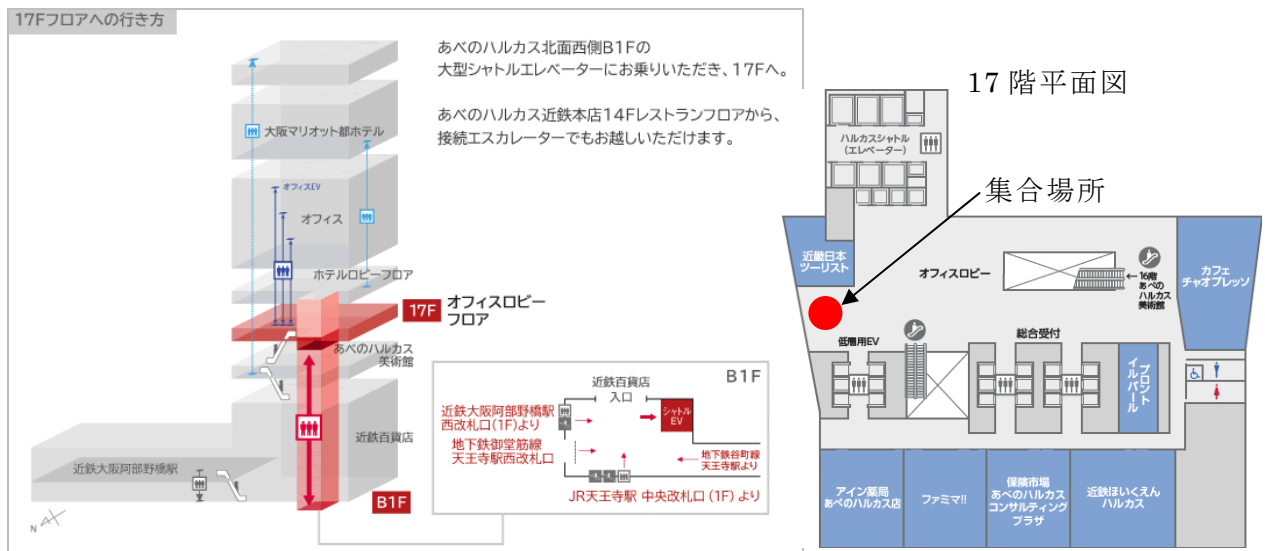 17Fフロアへの行き方
あべのハルカス北面西側B1Fの
大型シャトルエレベーターにお乗りいただき、17Fへ。
あべのハルカス近鉄本店14Fレストランフロアから、
接続エスカレーターでもお越しいただけます。
大阪マリオット都ホテル
オフィスEV
オフィス
ホテルロビーフロア
17F
オフィスロビー
フロア
あべのハルカス
美術館
近鉄百貨店
近鉄大阪阿部野橋駅
B1F
N
B1F
近鉄百貨店
入口
シャトル
EV
近鉄大阪阿部野橋駅
西改札口(1F)より
地下鉄御堂筋線
天王寺駅西改札口
地下鉄谷町線
天王寺駅より
JR天王寺駅 中央改札口(1F)より
17階平面図
ハルカスシャトル
(エレベーター)
集合場所
近畿日本
ツーリスト
オフィスロビー
←16階
あべの
ハルカス
美術館
カフェ
チャオプレッソ
低層用EV
総合受付
プロント
イルバール
アイン薬局
あべのハルカス店
ファミマ!!
保険市場
あべのハルカス
コンサルティング
プラザ
近鉄ほいくえん
ハルカス